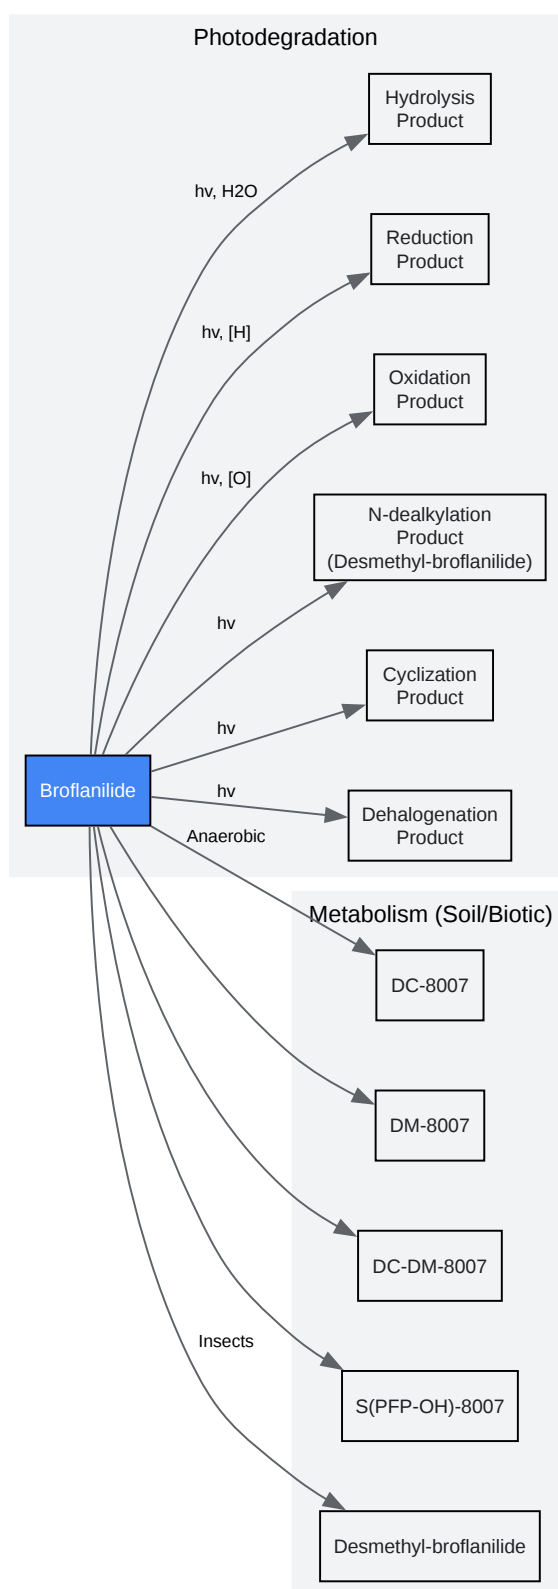 Photodegradation
Hydrolysis
Product
hv, H2O
Reduction
Product
hv, [H]
Oxidation
Product
hv, [O]
N-dealkylation
Product
(Desmethyl-broflanilide)
hv
Cyclization
Product
hv
Broflanilide
hv
Dehalogenation
Product
Anaerobic
Metabolism (Soil/Biotic)
DC-8007
DM-8007
DC-DM-8007
Insects
S(PFP-OH)-8007
Desmethyl-broflanilide